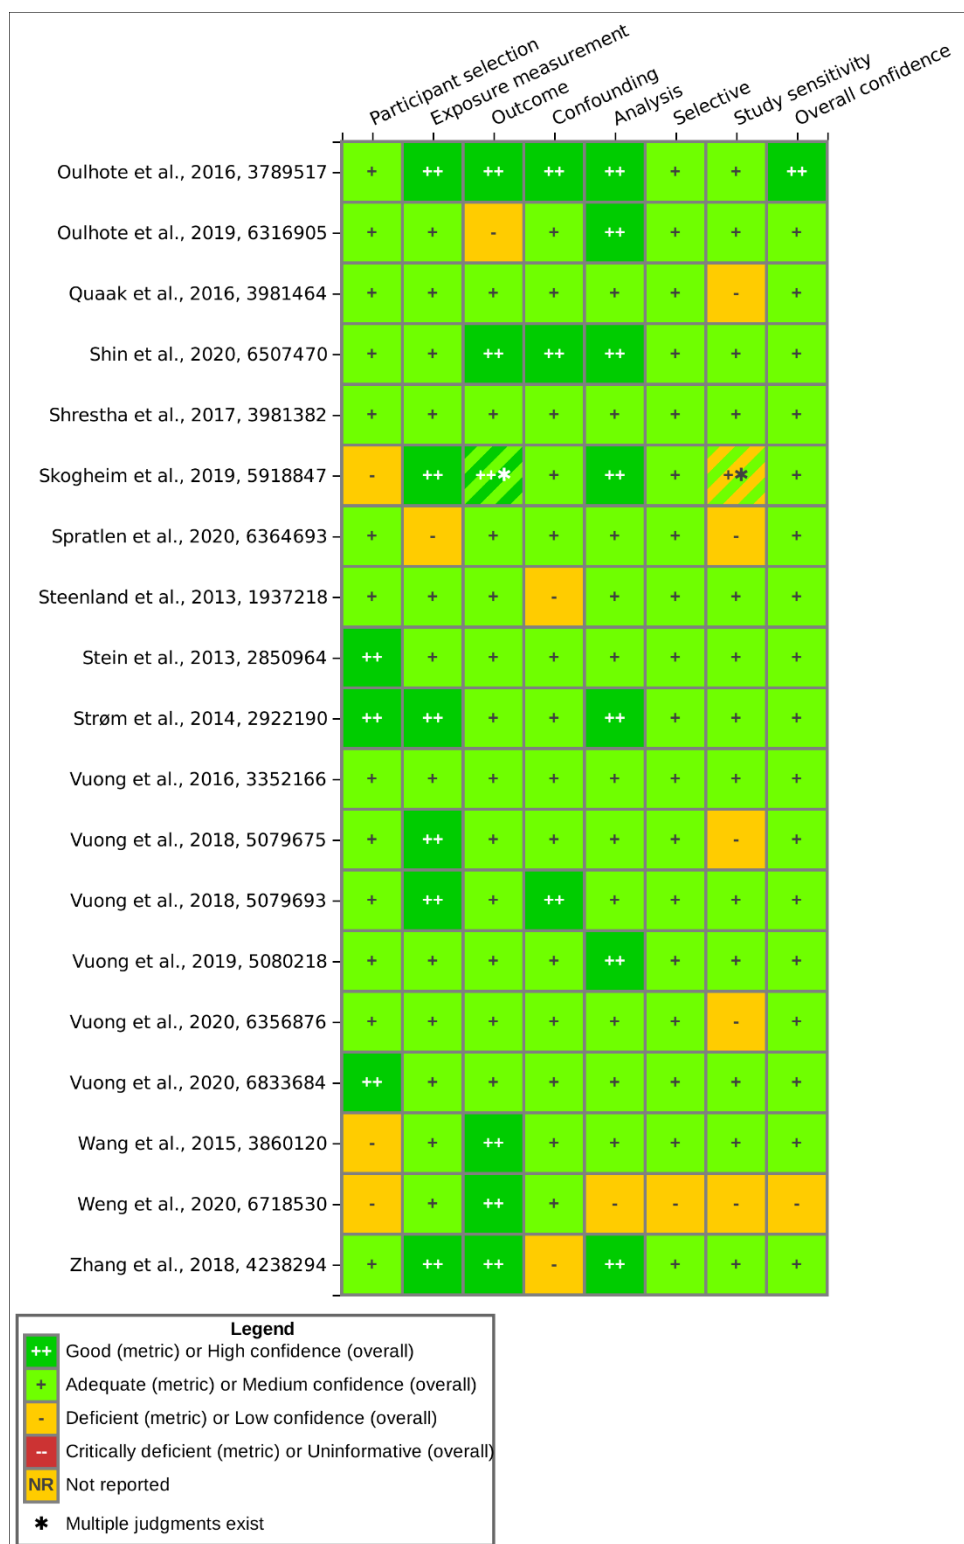 Participant selection
Exposure measurement
Outcome
Confounding
Analysis
Selective
Study sensitivity
Overall confidence
Oulhote et al., 2016, 3789517 + ++ ++ ++ ++ + + ++
Oulhote et al., 2019, 6316905 + + - + ++ + + +
Quaak et al., 2016, 3981464 + + + + + + - +
Shin et al., 2020, 6507470 + + ++ ++ ++ + + +
Shrestha et al., 2017, 3981382 + + + + + + + +
Skogheim et al., 2019, 5918847 - ++ ++✱ + ++ + +✱ +
Spratlen et al., 2020, 6364693 + - + + + + - +
Steenland et al., 2013, 1937218 + + + - + + + +
Stein et al., 2013, 2850964 ++ + + + + + + +
Strøm et al., 2014, 2922190 ++ ++ + + ++ + + +
Vuong et al., 2016, 3352166 + + + + + + + +
Vuong et al., 2018, 5079675 + ++ + + + + - +
Vuong et al., 2018, 5079693 + ++ + ++ + + + +
Vuong et al., 2019, 5080218 + + + + ++ + + +
Vuong et al., 2020, 6356876 + + + + + + - +
Vuong et al., 2020, 6833684 ++ + + + + + + +
Wang et al., 2015, 3860120 - + ++ + + + + +
Weng et al., 2020, 6718530 - + ++ + - - - -
Zhang et al., 2018, 4238294 + ++ ++ - ++ + + +
Legend
++ Good (metric) or High confidence (overall)
+ Adequate (metric) or Medium confidence (overall)
- Deficient (metric) or Low confidence (overall)
-- Critically deficient (metric) or Uninformative (overall)
NR Not reported
✱ Multiple judgments exist